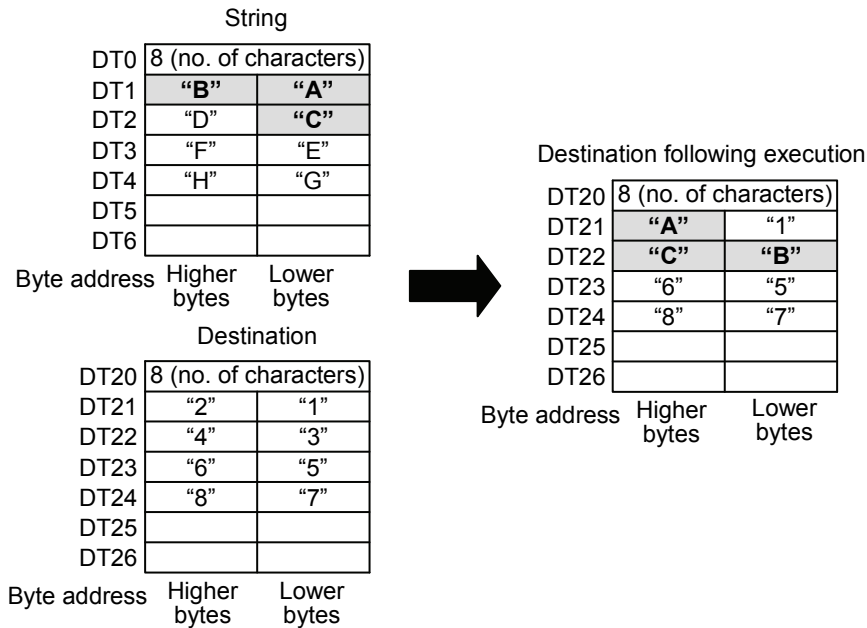 String
DT0 8 (no. of characters)
DT1 “B” “A”
DT2 “D” “C”
DT3 “F” “E”
DT4 “H” “G”
DT5
DT6
Byte address Higher bytes Lower bytes
Destination
DT20 8 (no. of characters)
DT21 “2” “1”
DT22 “4” “3”
DT23 “6” “5”
DT24 “8” “7”
DT25
DT26
Byte address Higher bytes Lower bytes
Destination following execution
DT20 8 (no. of characters)
DT21 “A” “1”
DT22 “C” “B”
DT23 “6” “5”
DT24 “8” “7”
DT25
DT26
Byte address Higher bytes Lower bytes